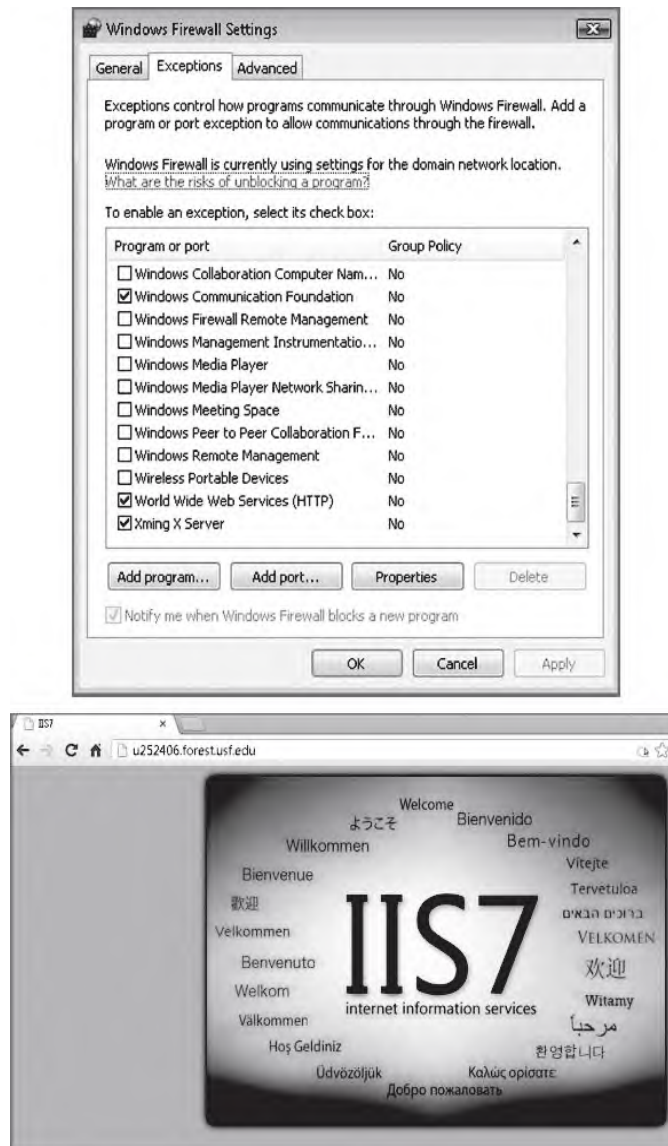 Windows Firewall Settings
General Exceptions Advanced
Exceptions control how programs communicate through Windows Firewall. Add a
program or port exception to allow communications through the firewall.
Windows Firewall is currently using settings for the domain network location.
What are the risks of unblocking a program?
To enable an exception, select its check box:
Program or port Group Policy
Windows Collaboration Computer Nam... No
Windows Communication Foundation No
Windows Firewall Remote Management No
Windows Management Instrumentatio... No
Windows Media Player No
Windows Media Player Network Sharin... No
Windows Meeting Space No
Windows Peer to Peer Collaboration F... No
Windows Remote Management No
Wireless Portable Devices No
World Wide Web Services (HTTP) No
Xming X Server No
Add program... Add port... Properties Delete
Notify me when Windows Firewall blocks a new program
OK Cancel Apply
IIS7
u252406.forest.usf.edu
Welcome
ようこそ
Bienvenido
Willkommen
Bem-vindo
Bienvenue
Vítejte
歡迎
Tervetuloa
ברוכים הבאים
Velkommen
VELKOMEN
IIS7
Benvenuto
欢迎
Welkom
internet information services
Witamy
Välkommen
مرحباً
Hoş Geldiniz
환영합니다
Üdvözöljük
Καλώς ορίσατε
Добро пожаловать